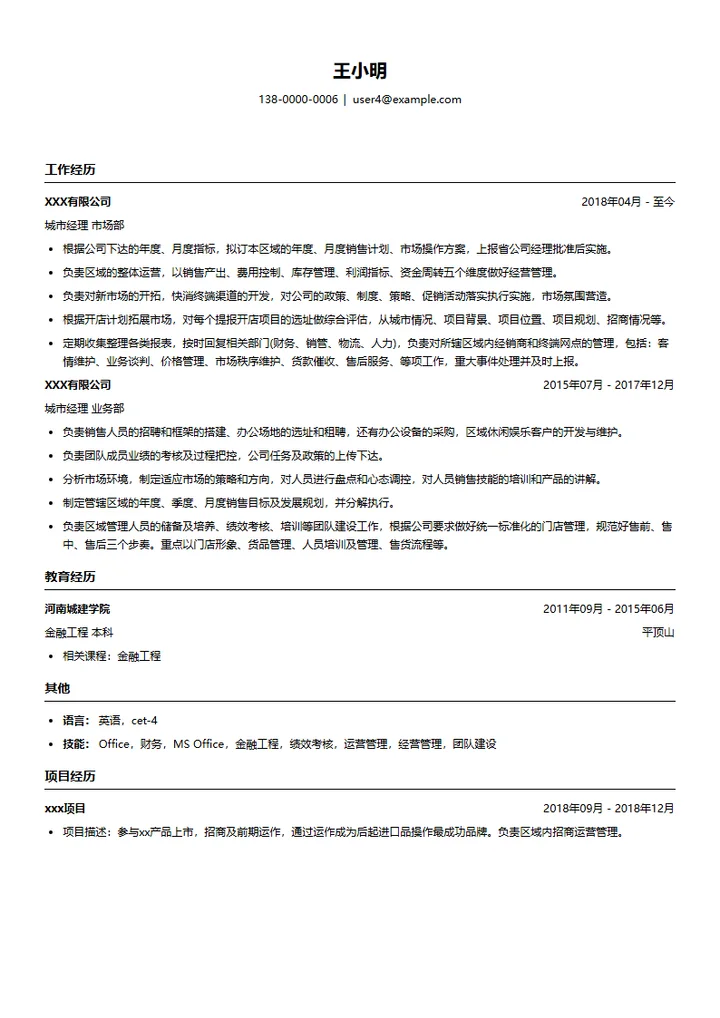 王小明
138-0000-0006 | user4@example.com
工作经历
XXX有限公司 2018年04月 - 至今
城市经理 市场部
• 根据公司下达的年度、月度指标，拟订本区域的年度、月度销售计划、市场操作方案，上报省公司经理批准后实施。
• 负责区域的整体运营，以销售产出、费用控制、库存管理、利润指标、资金周转五个维度做好经营管理。
• 负责对新市场的开拓，快消终端渠道的开发，对公司的政策、制度、策略、促销活动落实执行实施，市场氛围营造。
• 根据开店计划拓展市场，对每个提报开店项目的选址做综合评估，从城市情况、项目背景、项目位置、项目规划、招商情况等。
• 定期收集整理各类报表，按时回复相关部门(财务、销管、物流、人力)，负责对所辖区域内经销商和终端网点的管理，包括：客
情维护、业务谈判、价格管理、市场秩序维护、货款催收、售后服务、等项工作，重大事件处理并及时上报。
XXX有限公司 2015年07月 - 2017年12月
城市经理 业务部
• 负责销售人员的招聘和框架的搭建、办公场地的选址和租聘，还有办公设备的采购，区域休闲娱乐客户的开发与维护。
• 负责团队成员业绩的考核及过程把控，公司任务及政策的上传下达。
• 分析市场环境，制定适应市场的策略和方向，对人员进行盘点和心态调控，对人员销售技能的培训和产品的讲解。
• 制定管辖区域的年度、季度、月度销售目标及发展规划，并分解执行。
• 负责区域管理人员的储备及培养、绩效考核、培训等团队建设工作，根据公司要求做好统一标准化的门店管理，规范好售前、售
中、售后三个步奏。重点以门店形象、货品管理、人员培训及管理、售货流程等。
教育经历
河南城建学院 2011年09月 - 2015年06月
金融工程 本科 平顶山
• 相关课程：金融工程
其他
• 语言： 英语，cet-4
• 技能： Office，财务，MS Office，金融工程，绩效考核，运营管理，经营管理，团队建设
项目经历
xxx项目 2018年09月 - 2018年12月
• 项目描述：参与xx产品上市，招商及前期运作，通过运作成为后起进口品操作最成功品牌。负责区域内招商运营管理。